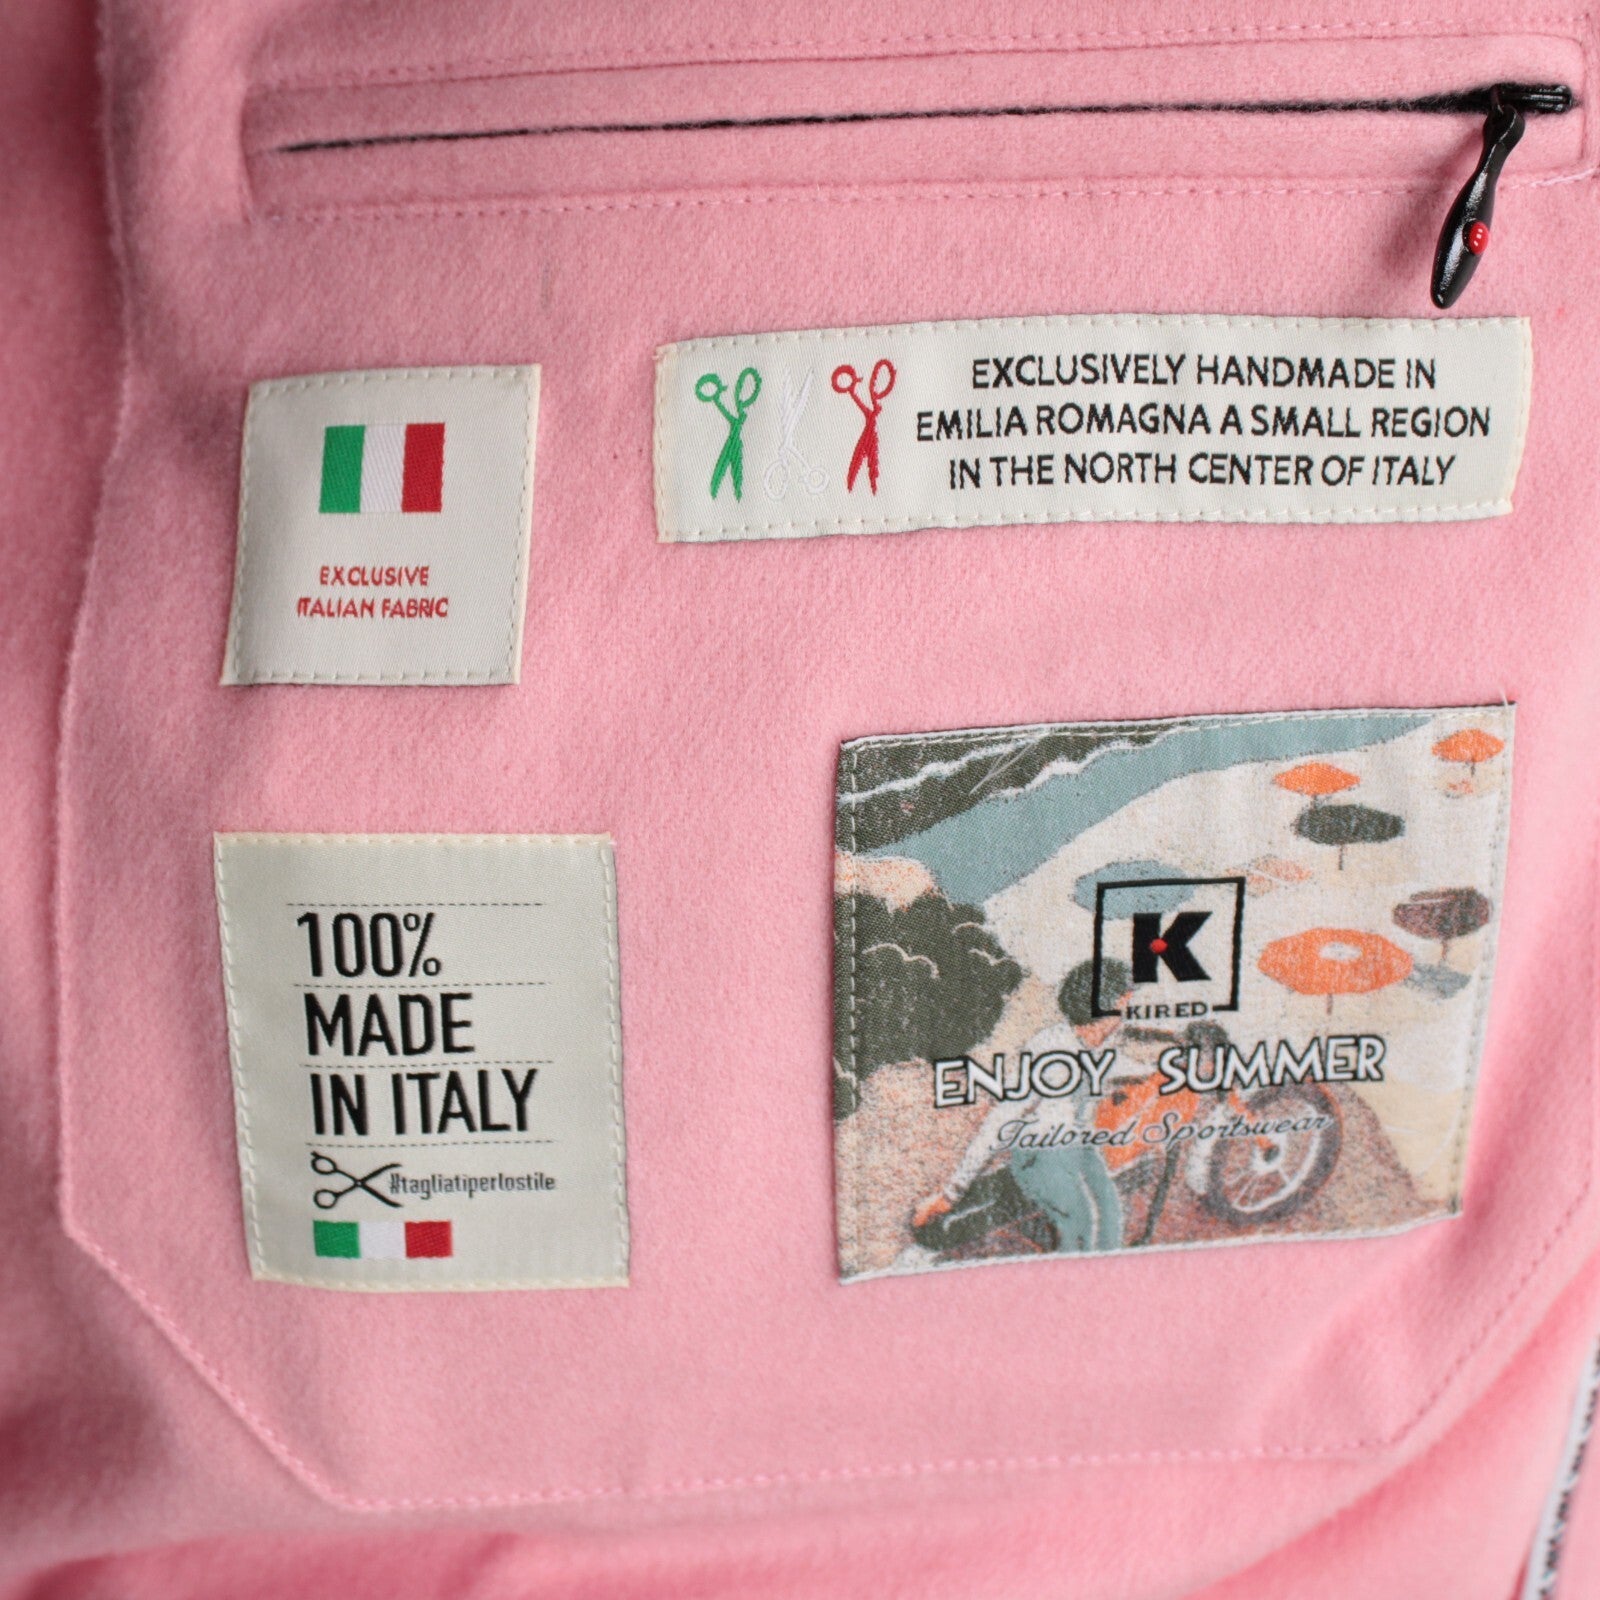 EXCLUSIVELY HANDMADE IN
EMILIA ROMAGNA A SMALL REGION
IN THE NORTH CENTER OF ITALY
EXCLUSIVE
ITALIAN FABRIC
100%
MADE
IN ITALY
#tagliatiperlostile
K
KIRED
ENJOY SUMMER
Tailored Sportswear